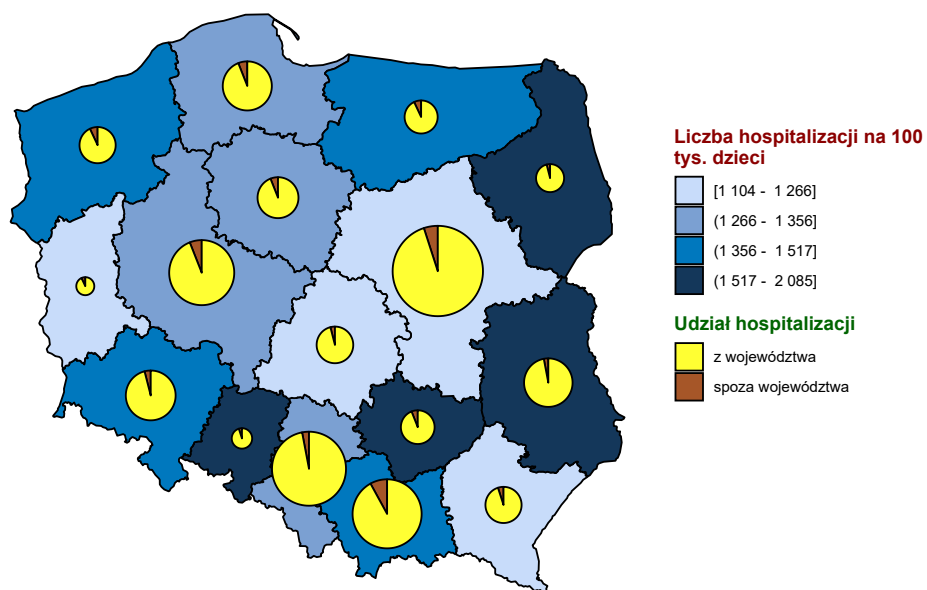 Liczba hospitalizacji na 100
tys. dzieci
[1 104 - 1 266]
(1 266 - 1 356]
(1 356 - 1 517]
(1 517 - 2 085]
Udział hospitalizacji
z województwa
spoza województwa